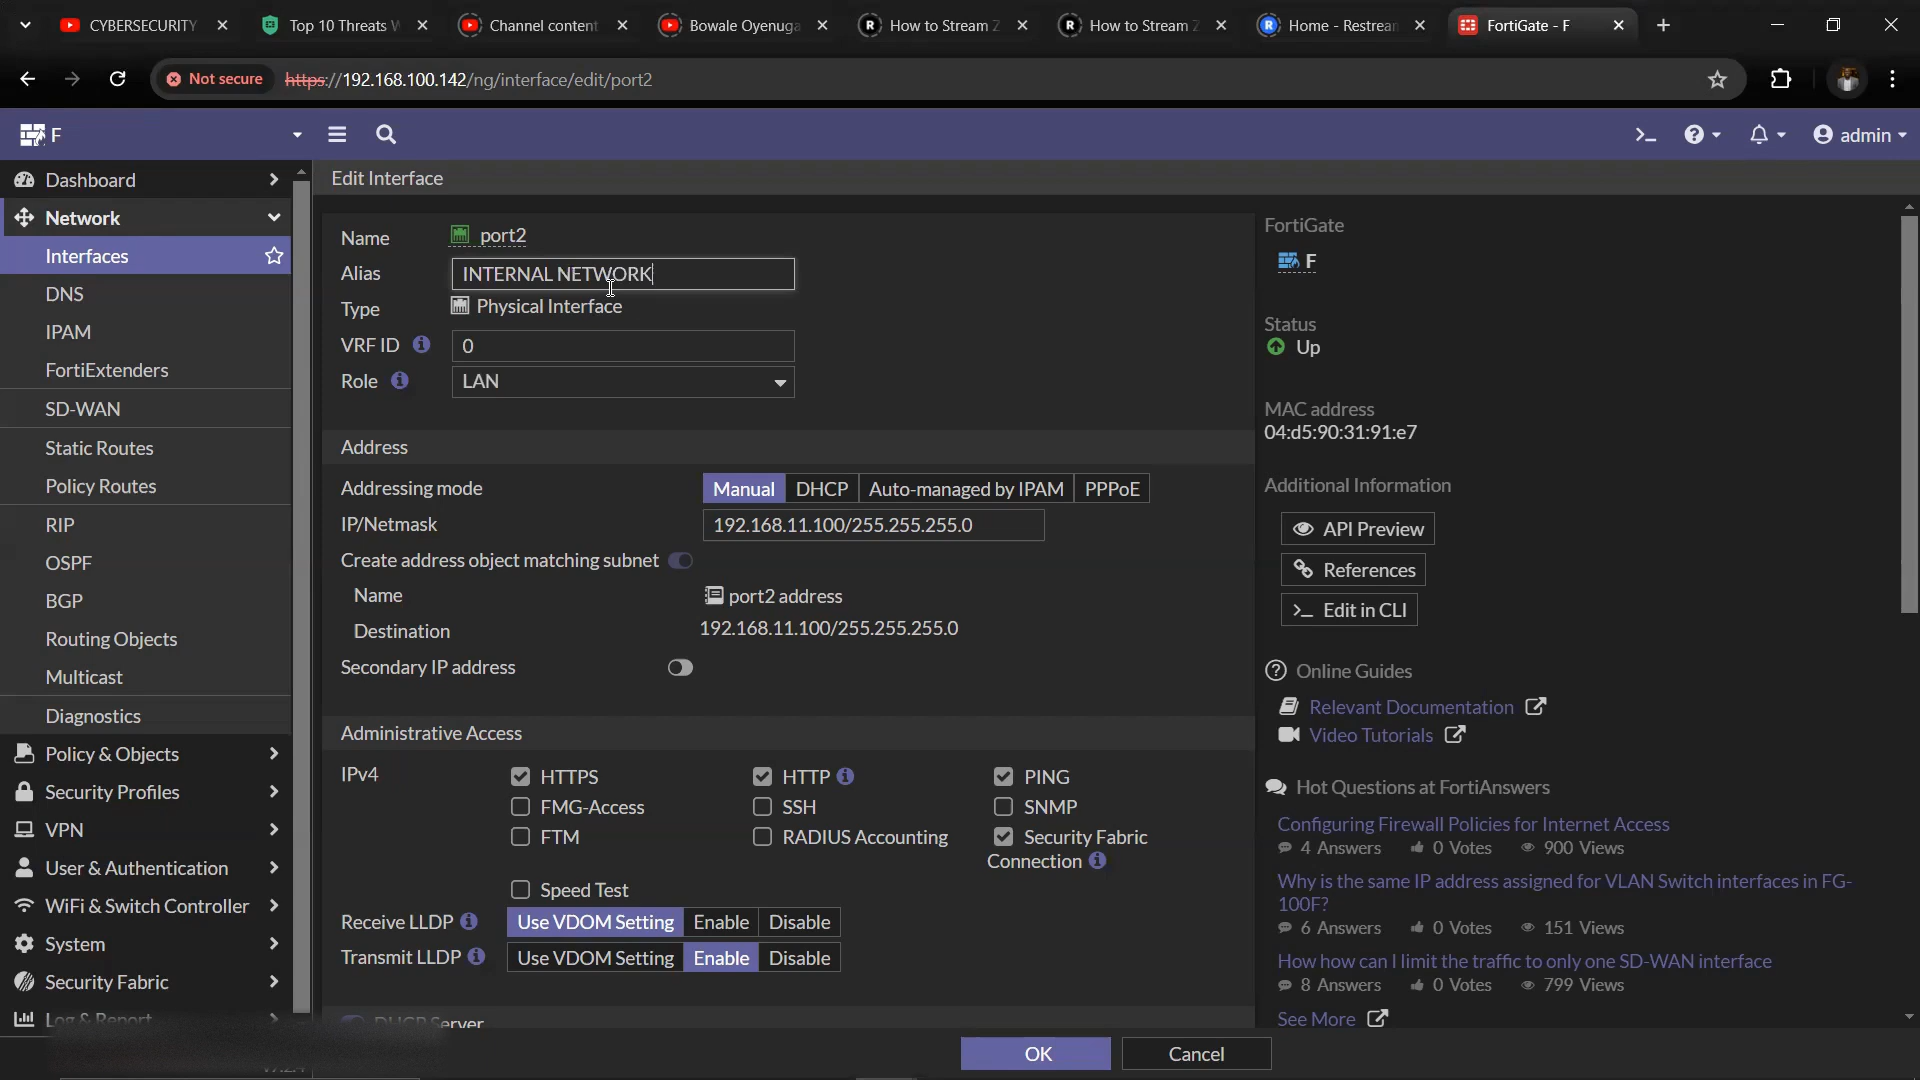 CYBERSECURITY
Top 10 Threats
Channel content
Bowale Oyenuga
How to Stream Z
How to Stream Z
Home - Restream
FortiGate - F
Not secure
https://192.168.100.142/ng/interface/edit/port2
F
>_
admin
Dashboard
Network
Interfaces
DNS
IPAM
FortiExtenders
SD-WAN
Static Routes
Policy Routes
RIP
OSPF
BGP
Routing Objects
Multicast
Diagnostics
Policy & Objects
Security Profiles
VPN
User & Authentication
WiFi & Switch Controller
System
Security Fabric
Log & Report
Edit Interface
Name port2
Alias INTERNAL NETWORK
Type Physical Interface
VRF ID 0
Role LAN
Address
Addressing mode Manual DHCP Auto-managed by IPAM PPPoE
IP/Netmask 192.168.11.100/255.255.255.0
Create address object matching subnet
Name port2 address
Destination 192.168.11.100/255.255.255.0
Secondary IP address
Administrative Access
IPv4 HTTPS HTTP PING
FMG-Access SSH SNMP
FTM RADIUS Accounting Security Fabric
Connection
Speed Test
Receive LLDP Use VDOM Setting Enable Disable
Transmit LLDP Use VDOM Setting Enable Disable
DHCP Server
OK Cancel
FortiGate
F
Status
Up
MAC address
04:d5:90:31:91:e7
Additional Information
API Preview
References
>_ Edit in CLI
Online Guides
Relevant Documentation
Video Tutorials
Hot Questions at FortiAnswers
Configuring Firewall Policies for Internet Access
4 Answers 0 Votes 900 Views
Why is the same IP address assigned for VLAN Switch interfaces in FG-
100F?
6 Answers 0 Votes 151 Views
How how can I limit the traffic to only one SD-WAN interface
8 Answers 0 Votes 799 Views
See More